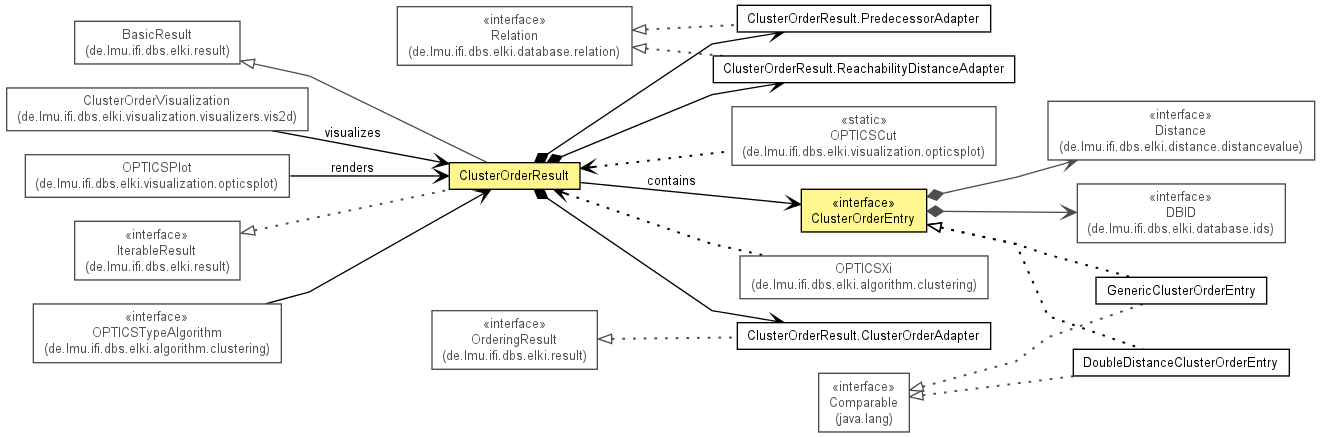 BasicResult
(de.lmu.ifi.dbs.elki.result)
«interface»
Relation
(de.lmu.ifi.dbs.elki.database.relation)
ClusterOrderResult.PredecessorAdapter
ClusterOrderResult.ReachabilityDistanceAdapter
ClusterOrderVisualization
(de.lmu.ifi.dbs.elki.visualization.visualizers.vis2d)
visualizes
«static»
OPTICSCut
(de.lmu.ifi.dbs.elki.visualization.opticsplot)
«interface»
Distance
(de.lmu.ifi.dbs.elki.distance.distancevalue)
OPTICSPlot
(de.lmu.ifi.dbs.elki.visualization.opticsplot)
renders
ClusterOrderResult
contains
«interface»
ClusterOrderEntry
«interface»
DBID
(de.lmu.ifi.dbs.elki.database.ids)
«interface»
IterableResult
(de.lmu.ifi.dbs.elki.result)
OPTICSXi
(de.lmu.ifi.dbs.elki.algorithm.clustering)
GenericClusterOrderEntry
«interface»
OPTICSTypeAlgorithm
(de.lmu.ifi.dbs.elki.algorithm.clustering)
«interface»
OrderingResult
(de.lmu.ifi.dbs.elki.result)
ClusterOrderResult.ClusterOrderAdapter
DoubleDistanceClusterOrderEntry
«interface»
Comparable
(java.lang)